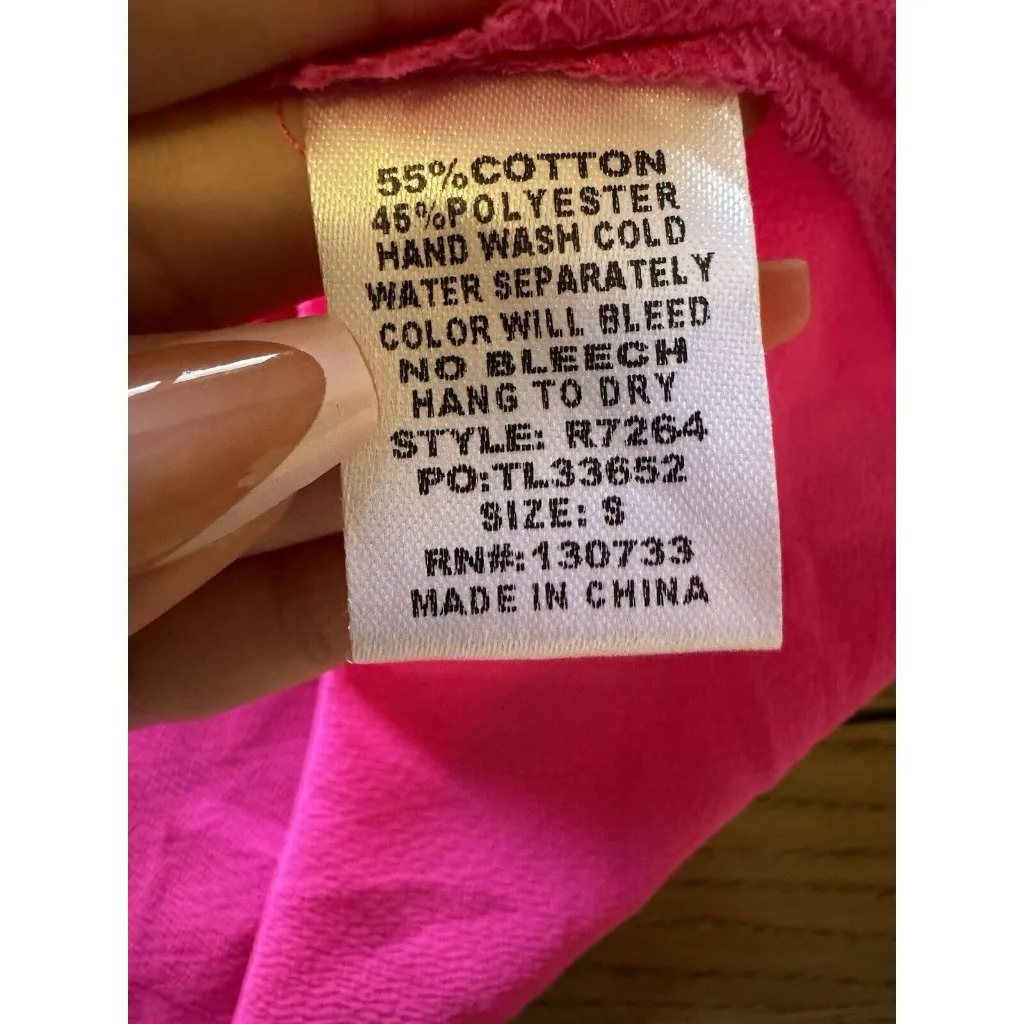 55%COTTON
45%POLYESTER
HAND WASH COLD
WATER SEPARATELY
COLOR WILL BLEED
NO BLEECH
HANG TO DRY
STYLE: R7264
PO:TL33652
SIZE: S
RN#:130733
MADE IN CHINA